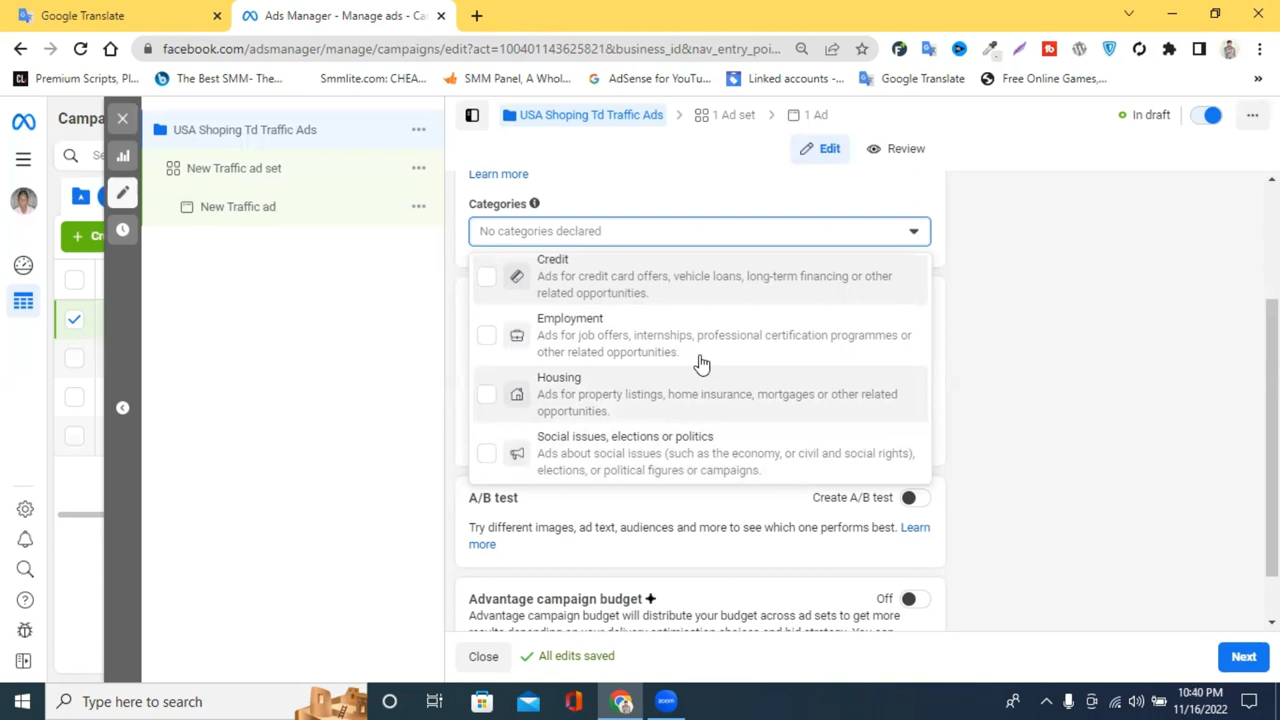 Google Translate
Ads Manager - Manage ads - Ca
facebook.com/adsmanager/manage/campaigns/edit?act=100401143625821&business_id&nav_entry_poi...
Premium Scripts, Pl...
The Best SMM- The...
Smmlite.com: CHEA...
SMM Panel, A Whol...
AdSense for YouTu...
Linked accounts -...
Google Translate
Free Online Games,...
Campa
USA Shoping Td Traffic Ads
New Traffic ad set
New Traffic ad
USA Shoping Td Traffic Ads
1 Ad set
1 Ad
In draft
Edit
Review
Learn more
Categories
No categories declared
Credit
Ads for credit card offers, vehicle loans, long-term financing or other
related opportunities.
Employment
Ads for job offers, internships, professional certification programmes or
other related opportunities.
Housing
Ads for property listings, home insurance, mortgages or other related
opportunities.
Social issues, elections or politics
Ads about social issues (such as the economy, or civil and social rights),
elections, or political figures or campaigns.
A/B test
Create A/B test
Try different images, ad text, audiences and more to see which one performs best. Learn
more
Advantage campaign budget
Off
Advantage campaign budget will distribute your budget across ad sets to get more
Close
All edits saved
Next
Type here to search
zoom
10:40 PM
11/16/2022